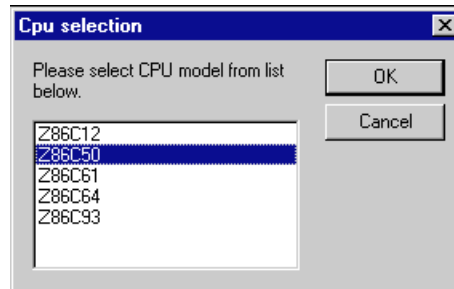 Cpu selection
Please select CPU model from list
below.
OK
Cancel
Z86C12
Z86C50
Z86C61
Z86C64
Z86C93